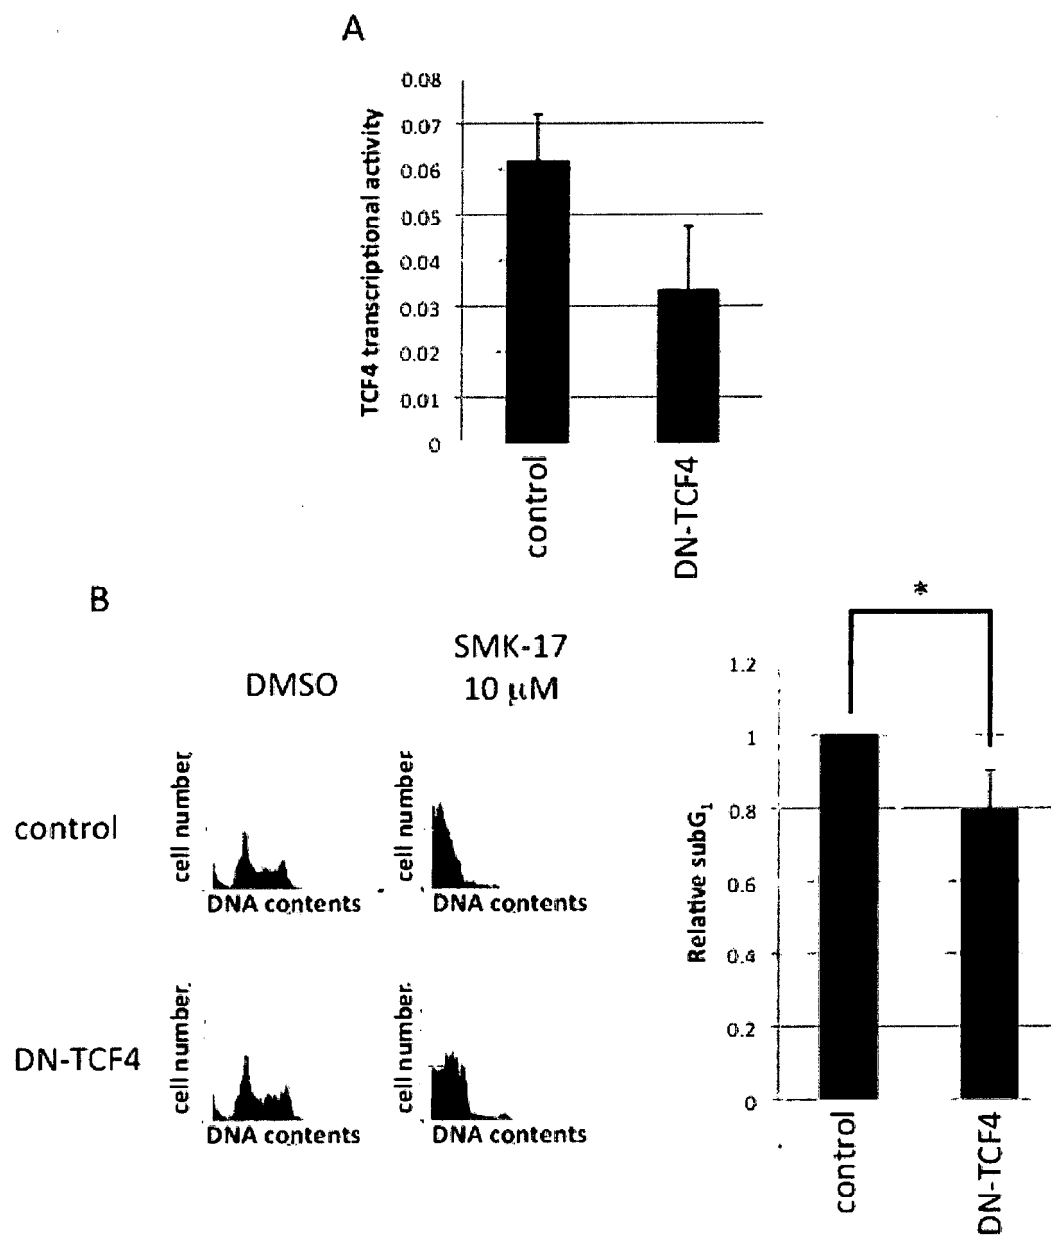 A
TCF4 transcriptional activity
0.08
0.07
0.06
0.05
0.04
0.03
0.02
0.01
0
control
DN-TCF4
B
DMSO
SMK-17
10 μM
control
cell number
DNA contents
cell number
DNA contents
DN-TCF4
cell number
DNA contents
cell number
DNA contents
*
Relative subG1
1.2
1
0.8
0.6
0.4
0.2
0
control
DN-TCF4